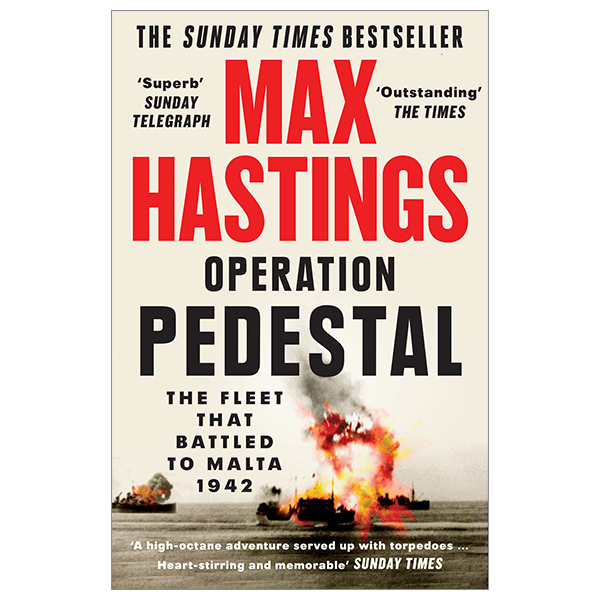 THE SUNDAY TIMES BESTSELLER
'Superb'
SUNDAY
TELEGRAPH
'Outstanding'
THE TIMES
MAX
HASTINGS
OPERATION
PEDESTAL
THE FLEET
THAT
BATTLED
TO MALTA
1942
'A high-octane adventure served up with torpedoes ...
Heart-stirring and memorable' SUNDAY TIMES